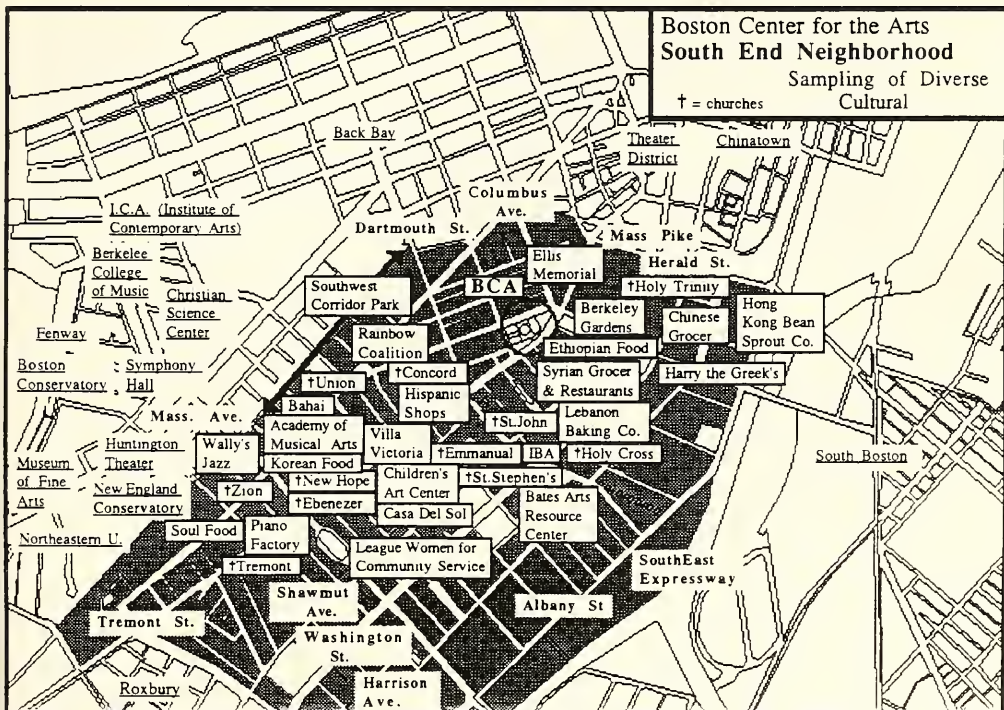 Boston Center for the Arts
South End Neighborhood
Sampling of Diverse
† = churches Cultural
Back Bay
Theater
District
Chinatown
Columbus
Ave.
I.C.A. (Institute of
Contemporary Arts)
Dartmouth St.
Mass Pike
Berkelee
College
of Music
Ellis
Memorial
Herald St.
Southwest
Corridor Park
BCA
†Holy Trinity
Christian
Science
Center
Berkeley
Gardens
Chinese
Grocer
Hong
Kong Bean
Sprout Co.
Fenway
Rainbow
Coalition
Ethiopian Food
Boston
Conservatory
Symphony
Hall
†Concord
Syrian Grocer
& Restaurants
Harry the Greek's
†Union
Hispanic
Shops
Mass. Ave.
Bahai
†St.John
Lebanon
Baking Co.
Academy of
Musical Arts
Villa
Victoria
Huntington
Theater
Wally's
Jazz
†Emmanual
IBA
†Holy Cross
Museum
of Fine
Arts
Korean Food
South Boston
New England
Conservatory
†New Hope
Children's
Art Center
†St.Stephen's
†Zion
†Ebenezer
Bates Arts
Resource
Center
Casa Del Sol
Northeastern U.
Soul Food
Piano
Factory
League Women for
Community Service
SouthEast
Expressway
†Tremont
Shawmut
Ave.
Albany St
Tremont St.
Washington
St.
Roxbury
Harrison
Ave.